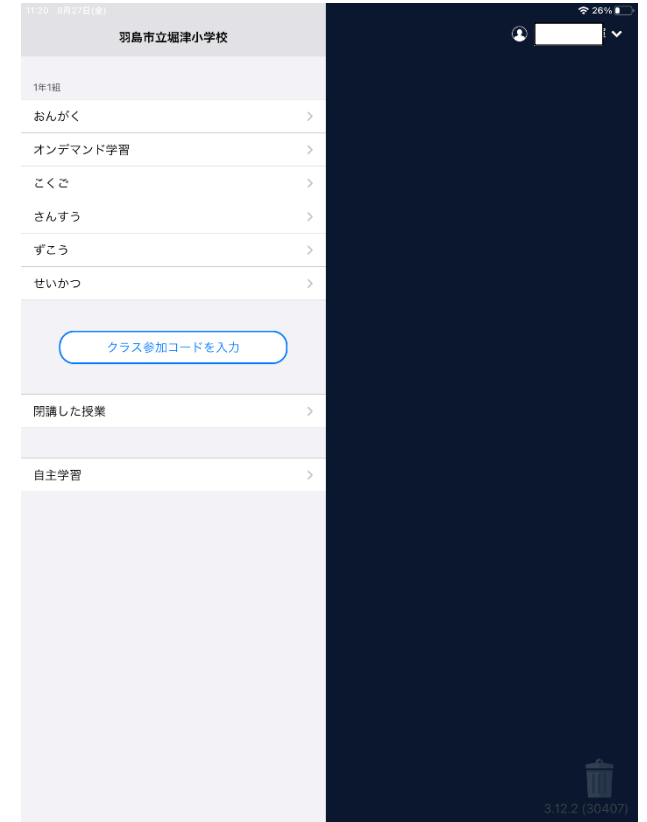 11:20 8月27日(金)
26%
羽島市立堀津小学校
1年1組
おんがく
オンデマンド学習
こくご
さんすう
ずこう
せいかつ
クラス参加コードを入力
閉講した授業
自主学習
3.12.2 (30407)